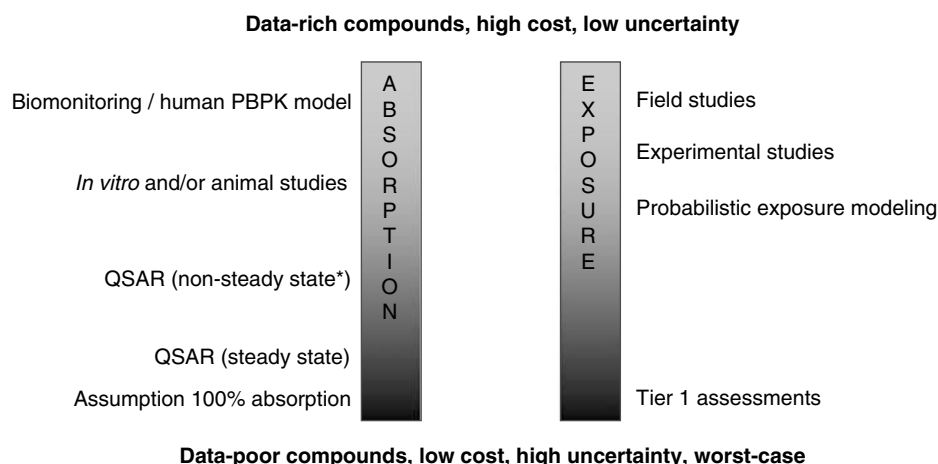 Data-rich compounds, high cost, low uncertainty
Biomonitoring / human PBPK model
In vitro and/or animal studies
QSAR (non-steady state*)
QSAR (steady state)
Assumption 100% absorption
ABSORPTION
EXPOSURE
Field studies
Experimental studies
Probabilistic exposure modeling
Tier 1 assessments
Data-poor compounds, low cost, high uncertainty, worst-case